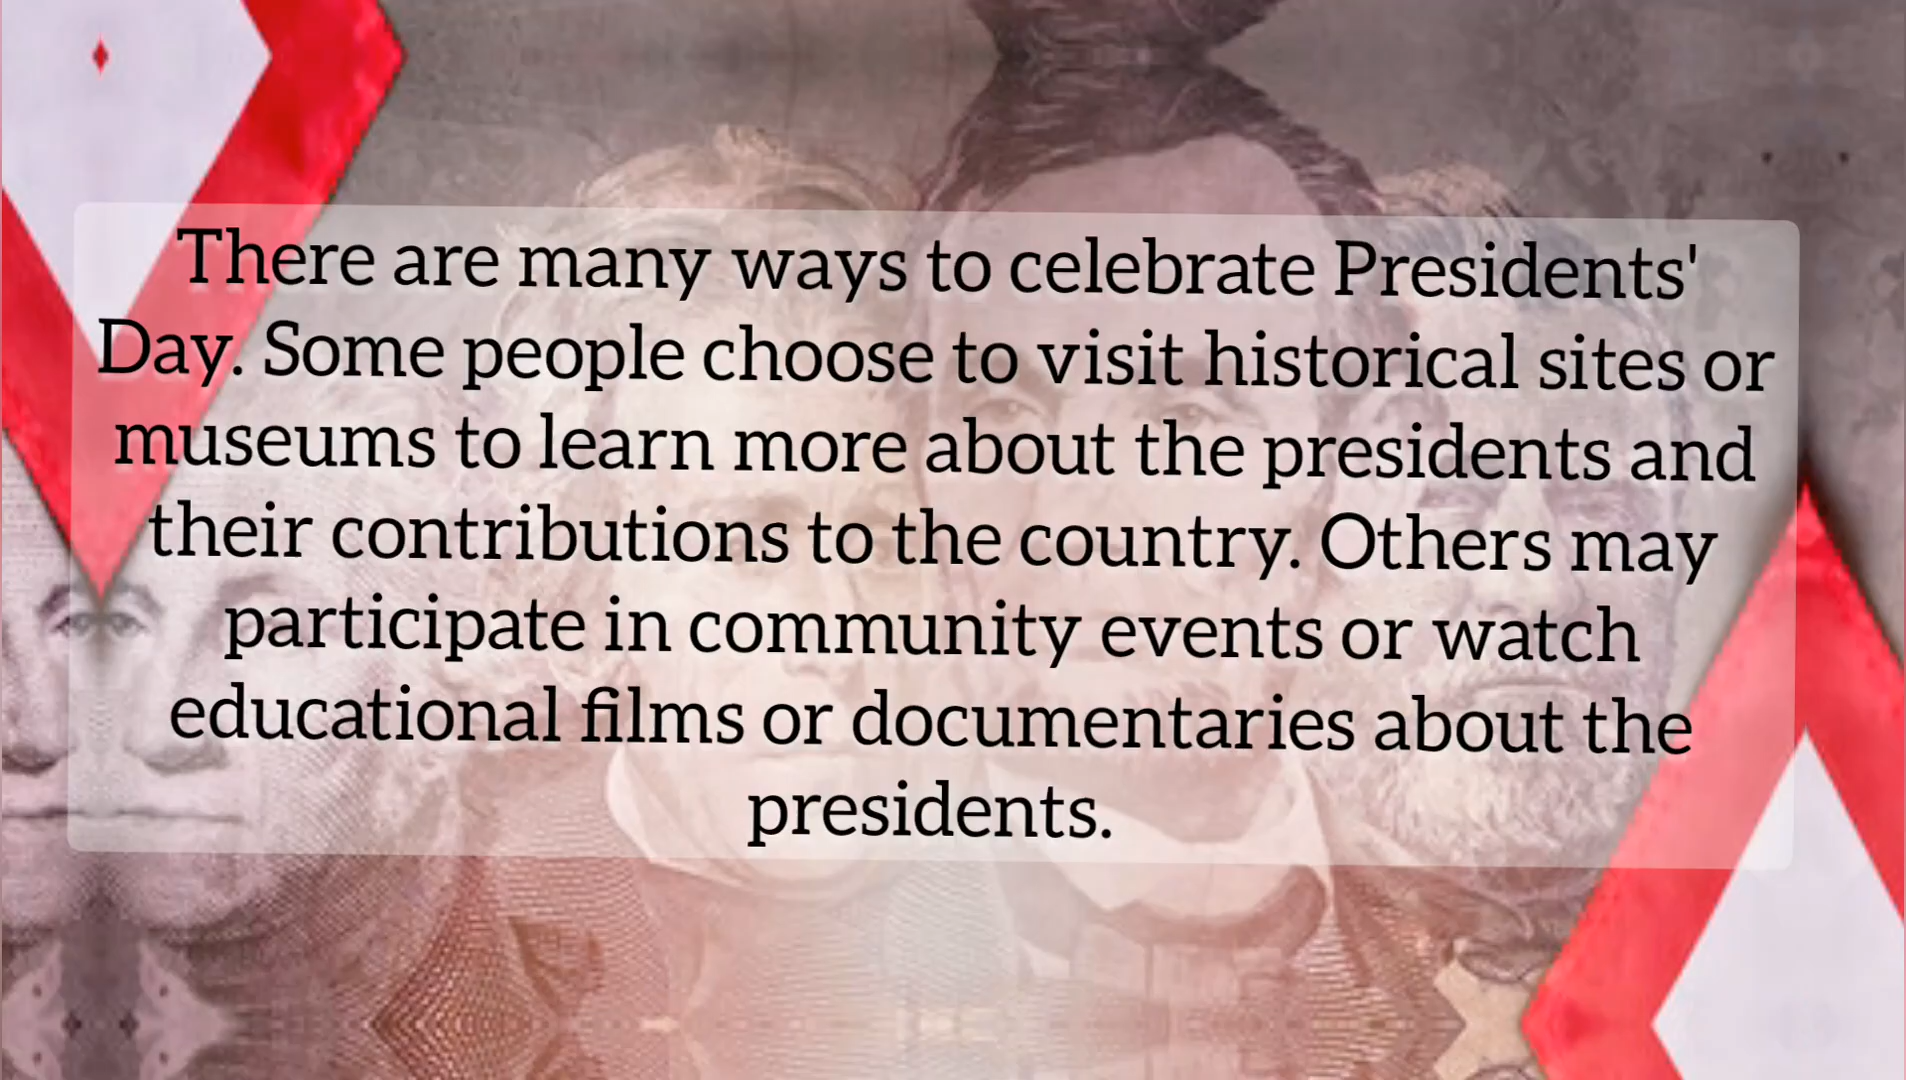 There are many ways to celebrate Presidents'
Day. Some people choose to visit historical sites or
museums to learn more about the presidents and
their contributions to the country. Others may
participate in community events or watch
educational films or documentaries about the
presidents.